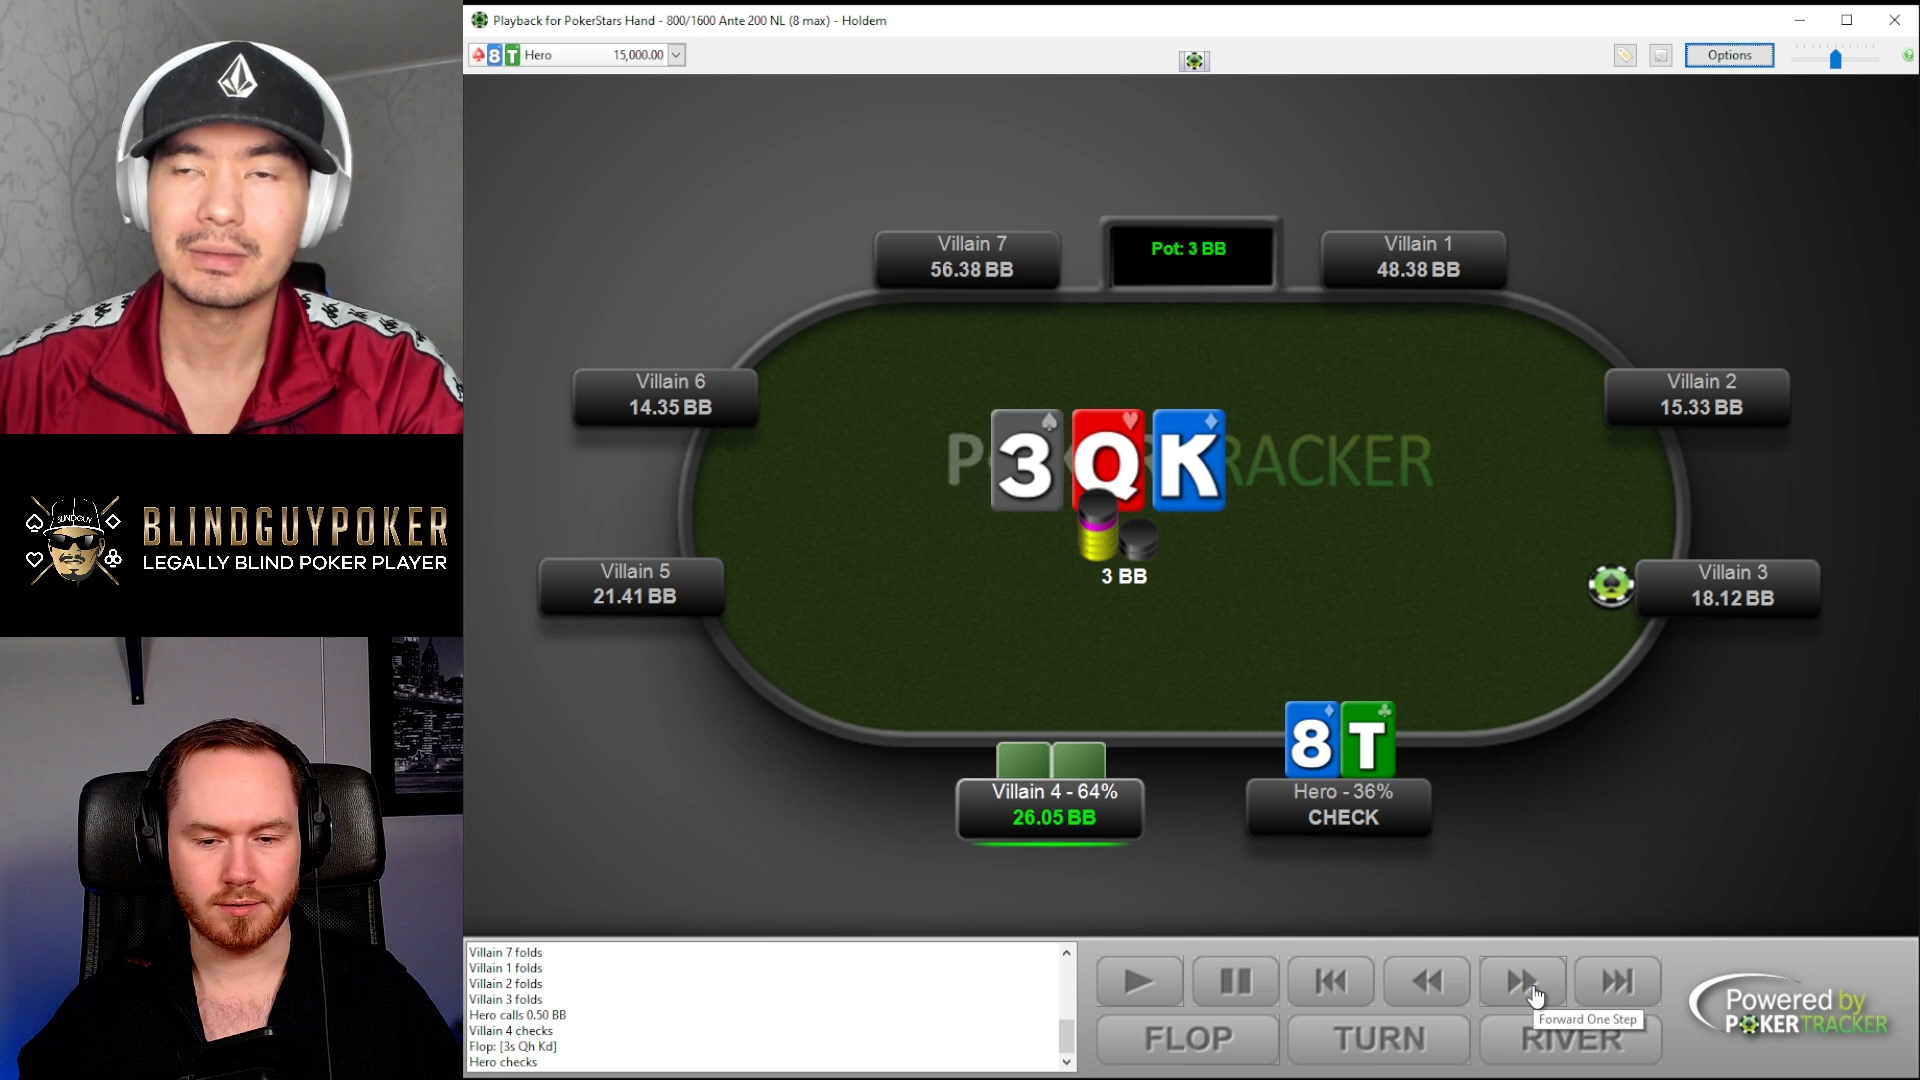 Playback for PokerStars Hand - 800/1600 Ante 200 NL (8 max) - Holdem
8 T Hero 15,000.00
Options
Villain 7
56.38 BB
Pot: 3 BB
Villain 1
48.38 BB
Villain 6
14.35 BB
Villain 2
15.33 BB
3 Q K
RACKER
3 BB
BLINDGUY
BLINDGUYPOKER
LEGALLY BLIND POKER PLAYER
Villain 5
21.41 BB
Villain 3
18.12 BB
8 T
Villain 4 - 64%
26.05 BB
Hero - 36%
CHECK
Villain 7 folds
Villain 1 folds
Villain 2 folds
Villain 3 folds
Hero calls 0.50 BB
Villain 4 checks
Flop: [3s Qh Kd]
Hero checks
Forward One Step
FLOP
TURN
RIVER
Powered by
POKERTRACKER